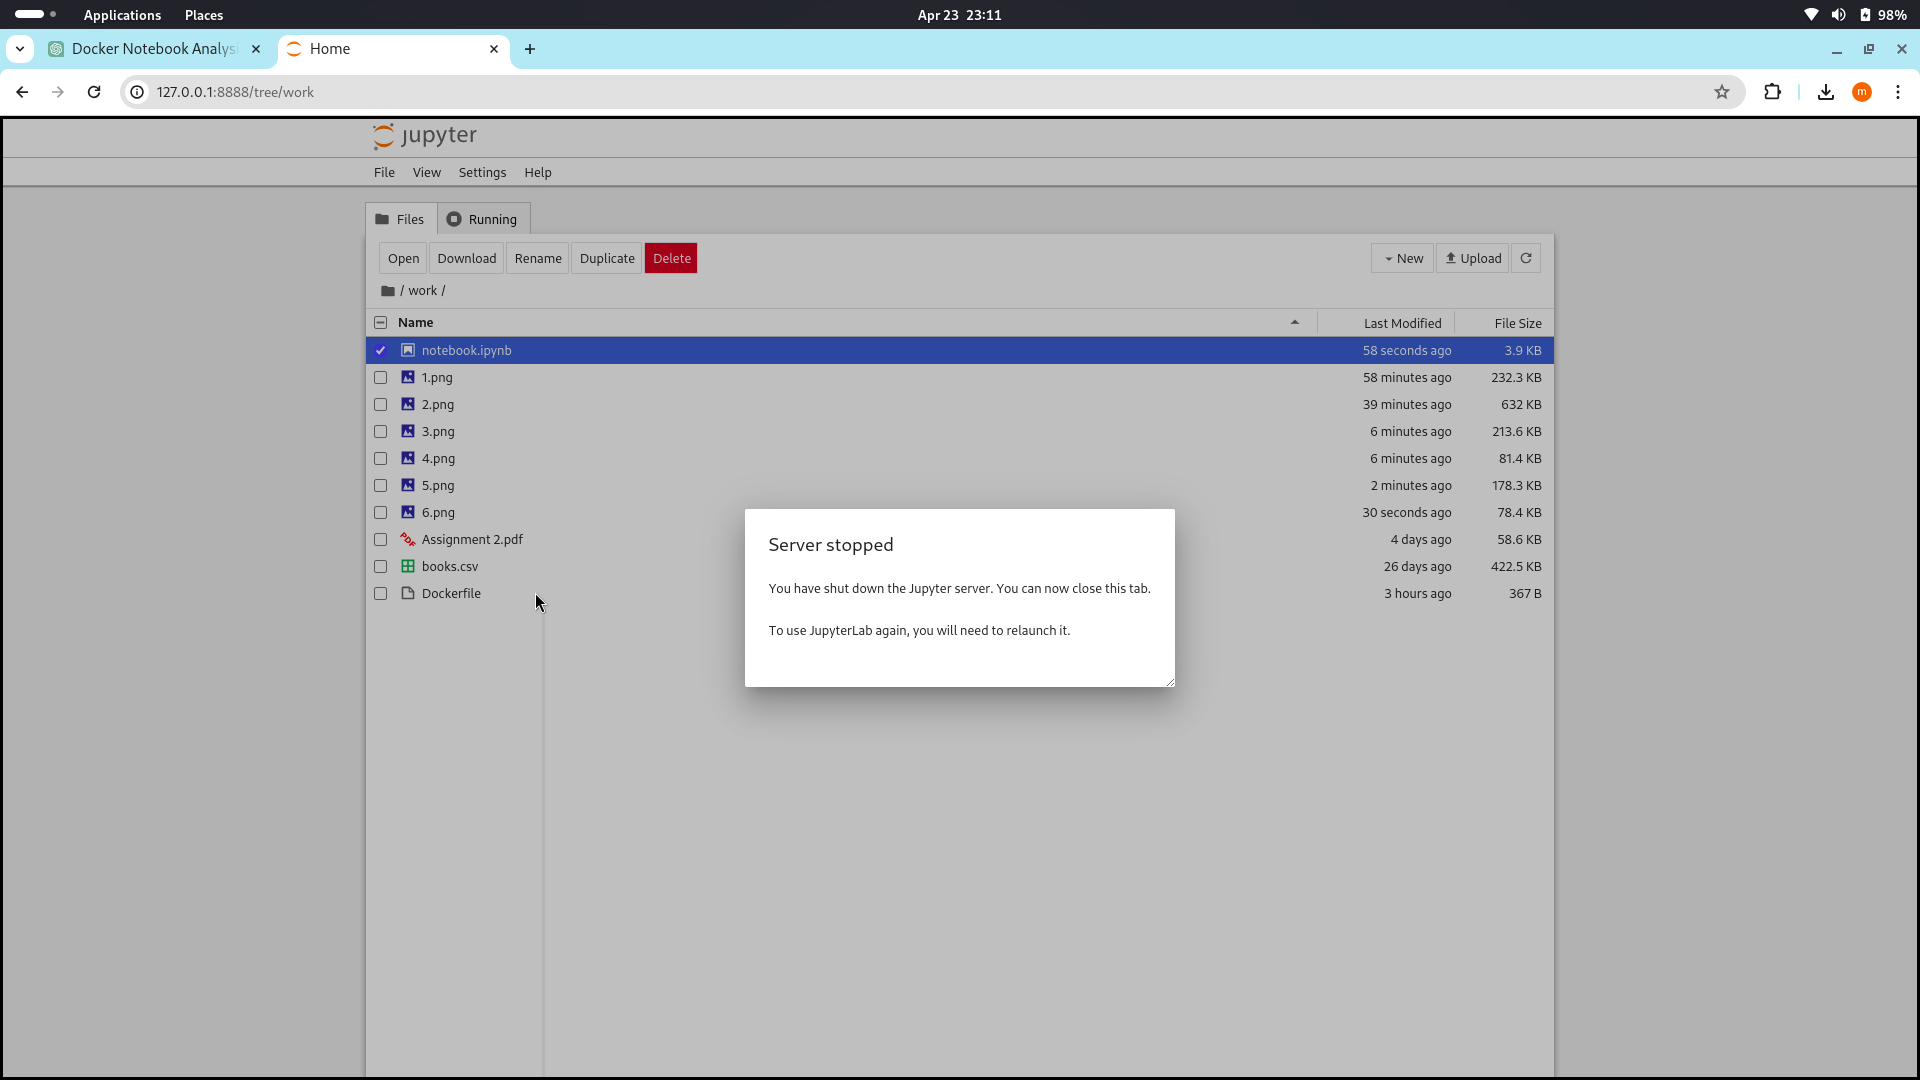 Applications Places Apr 23 23:11 98%
Docker Notebook Analys Home
127.0.0.1:8888/tree/work m
jupyter
File View Settings Help
Files Running
Open Download Rename Duplicate Delete New Upload
/ work /
Name Last Modified File Size
notebook.ipynb 58 seconds ago 3.9 KB
1.png 58 minutes ago 232.3 KB
2.png 39 minutes ago 632 KB
3.png 6 minutes ago 213.6 KB
4.png 6 minutes ago 81.4 KB
5.png 2 minutes ago 178.3 KB
6.png 30 seconds ago 78.4 KB
PDF Assignment 2.pdf 4 days ago 58.6 KB
books.csv 26 days ago 422.5 KB
Dockerfile 3 hours ago 367 B
Server stopped
You have shut down the Jupyter server. You can now close this tab.
To use JupyterLab again, you will need to relaunch it.